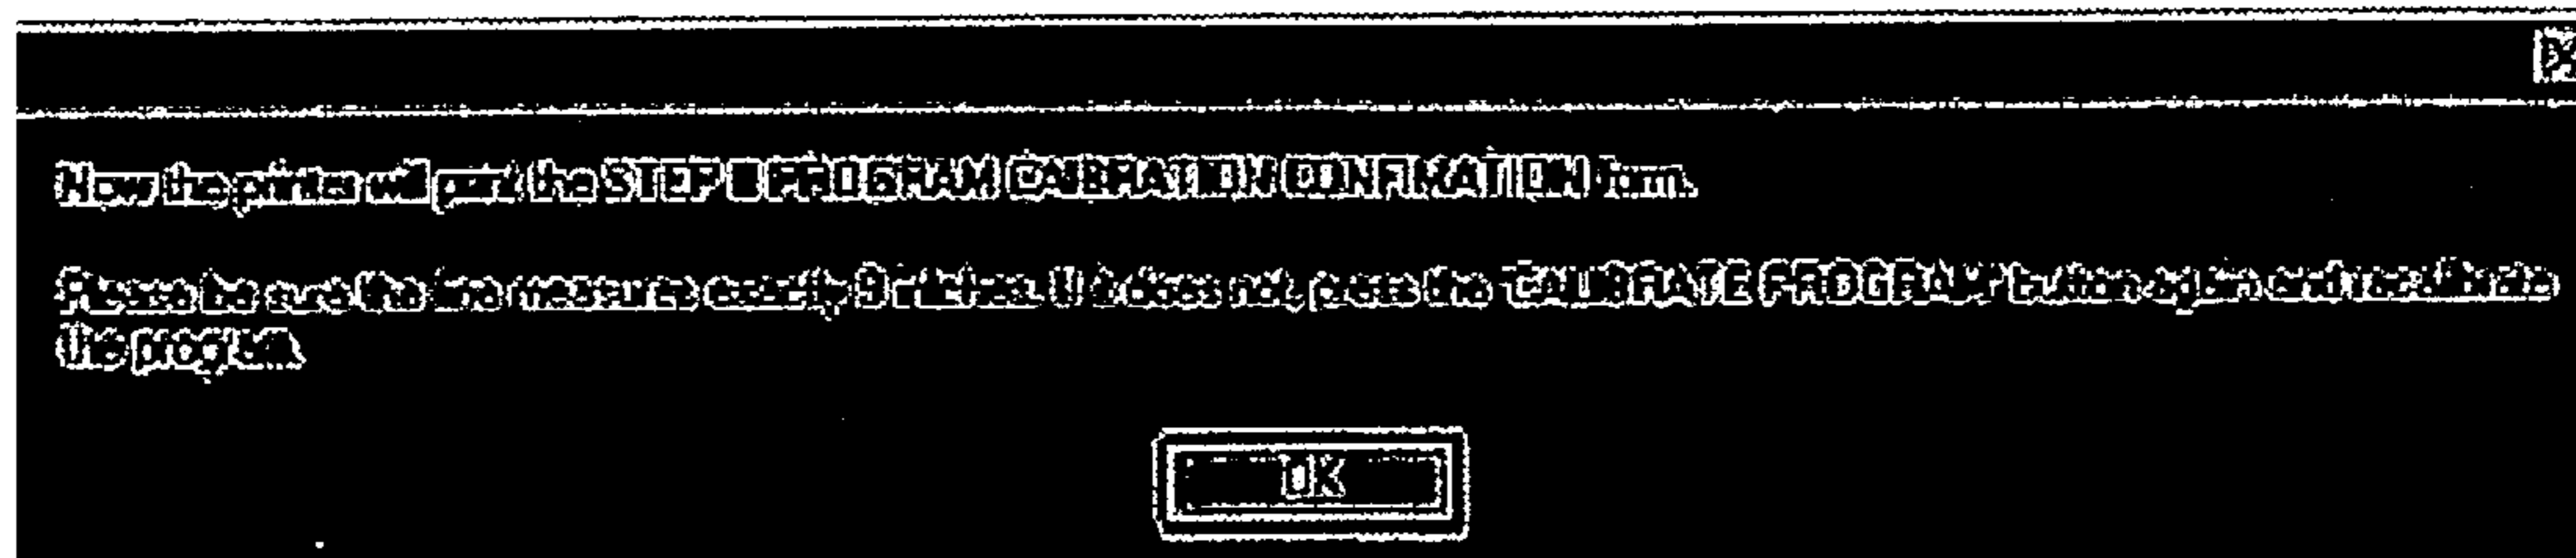 Now the printer will print the STEP II PROGRAM CALIBRATION CONFIRMATION form.
Please be sure the line measures exactly 9 inches. If it does not, press the "CALIBRATE PROGRAM" button again and recalibrate
the program.
OK